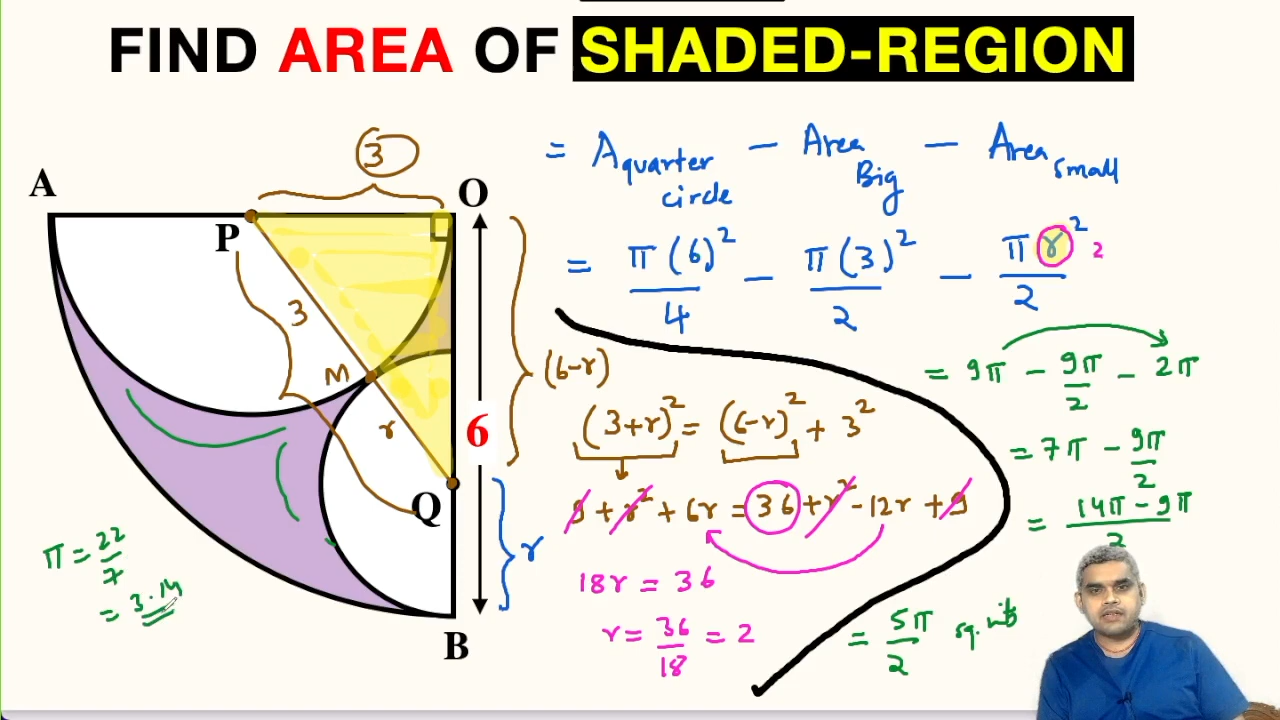 FIND AREA OF SHADED-REGION
= A quarter circle − Area Big − Area small
= π(6)²/4 − π(3)²/2 − πr²/2 2
3
A
O
P
3
M
r
6
Q
B
(6-r)
r
(3+r)² = (6-r)² + 3²
9 + r² + 6r = 36 + r² - 12r + 9
18r = 36
r = 36/18 = 2
= 9π − 9π/2 − 2π
= 7π − 9π/2
= 14π − 9π/2
= 5π/2 sq. units
π = 22/7
= 3.14